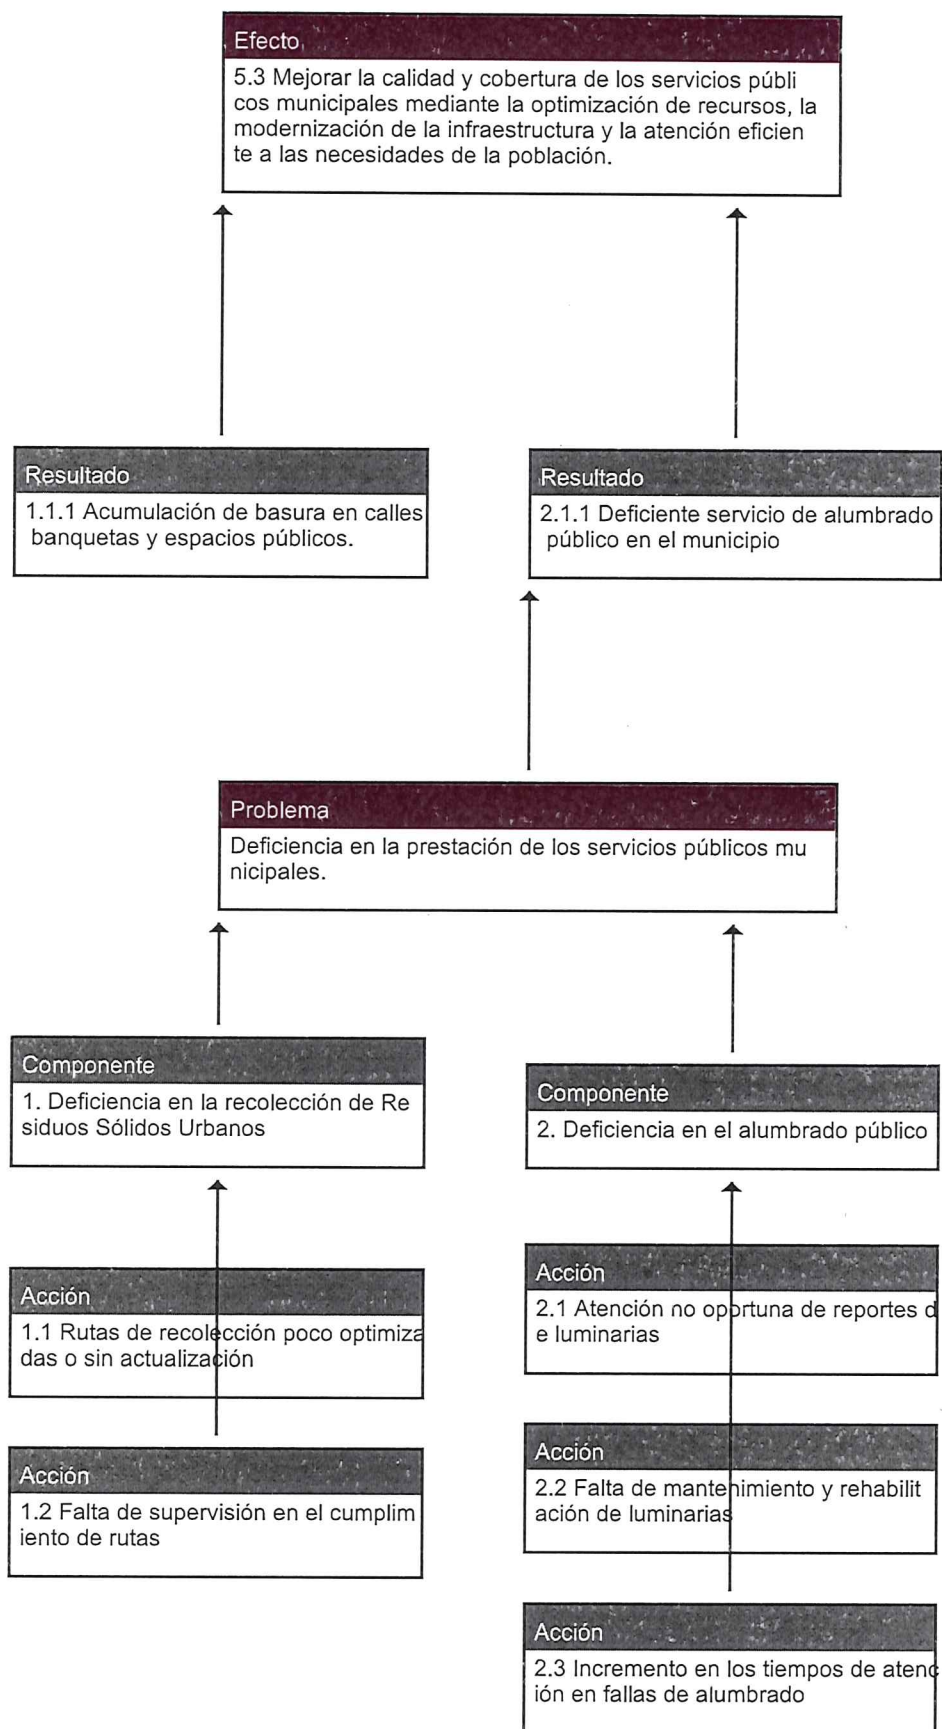 Efecto
5.3 Mejorar la calidad y cobertura de los servicios públi
cos municipales mediante la optimización de recursos, la
modernización de la infraestructura y la atención eficien
te a las necesidades de la población.
Resultado
1.1.1 Acumulación de basura en calles
banquetas y espacios públicos.
Resultado
2.1.1 Deficiente servicio de alumbrado
público en el municipio
Problema
Deficiencia en la prestación de los servicios públicos mu
nicipales.
Componente
1. Deficiencia en la recolección de Re
siduos Sólidos Urbanos
Componente
2. Deficiencia en el alumbrado público
Acción
1.1 Rutas de recolección poco optimiza
das o sin actualización
Acción
1.2 Falta de supervisión en el cumplim
iento de rutas
Acción
2.1 Atención no oportuna de reportes d
e luminarias
Acción
2.2 Falta de mantenimiento y rehabilit
ación de luminarias
Acción
2.3 Incremento en los tiempos de atenc
ión en fallas de alumbrado